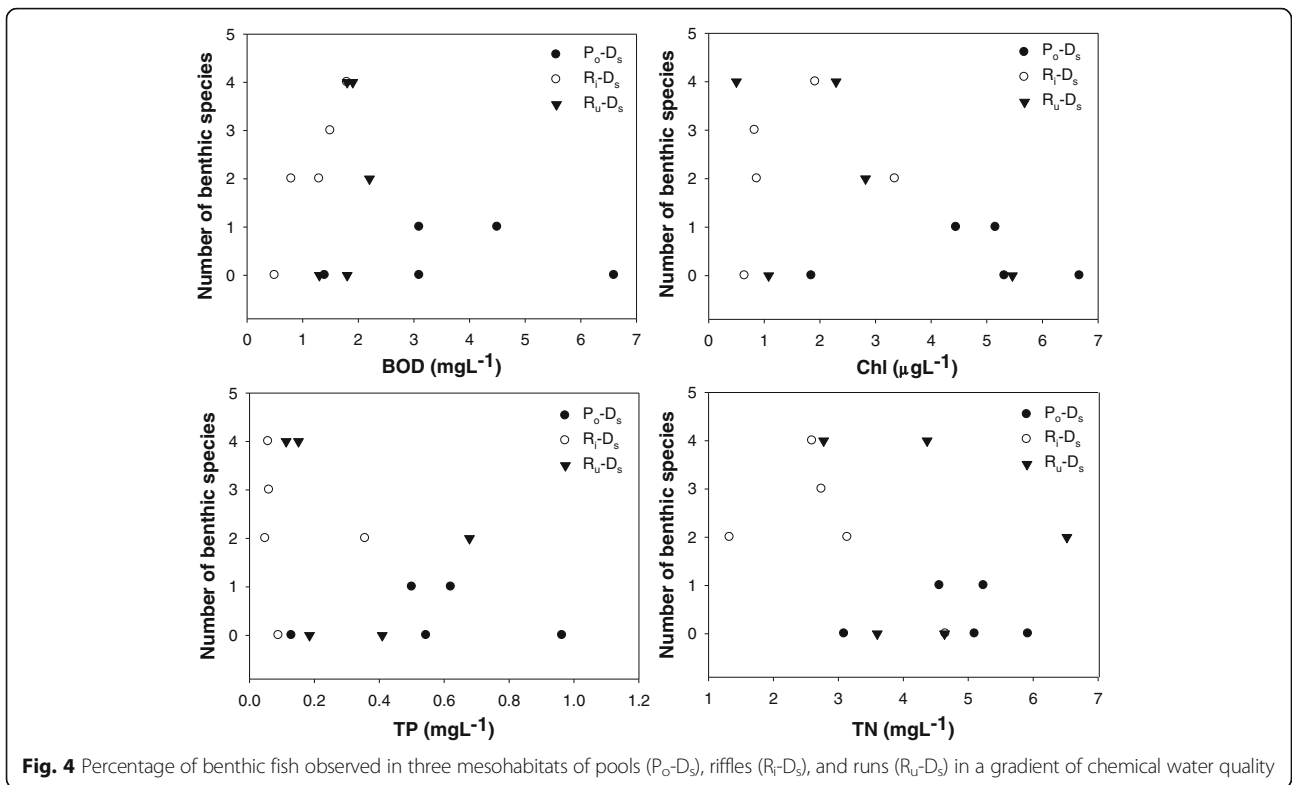 5
4
3
2
1
0
Number of benthic species
Pₒ-Dₛ
Rᵢ-Dₛ
Rᵤ-Dₛ
0 1 2 3 4 5 6 7
BOD (mgL⁻¹)
5
4
3
2
1
0
Number of benthic species
Pₒ-Dₛ
Rᵢ-Dₛ
Rᵤ-Dₛ
0 1 2 3 4 5 6 7
Chl (µgL⁻¹)
5
4
3
2
1
0
Number of benthic species
Pₒ-Dₛ
Rᵢ-Dₛ
Rᵤ-Dₛ
0.0 0.2 0.4 0.6 0.8 1.0 1.2
TP (mgL⁻¹)
5
4
3
2
1
0
Number of benthic species
Pₒ-Dₛ
Rᵢ-Dₛ
Rᵤ-Dₛ
1 2 3 4 5 6 7
TN (mgL⁻¹)
Fig. 4 Percentage of benthic fish observed in three mesohabitats of pools (Pₒ-Dₛ), riffles (Rᵢ-Dₛ), and runs (Rᵤ-Dₛ) in a gradient of chemical water quality